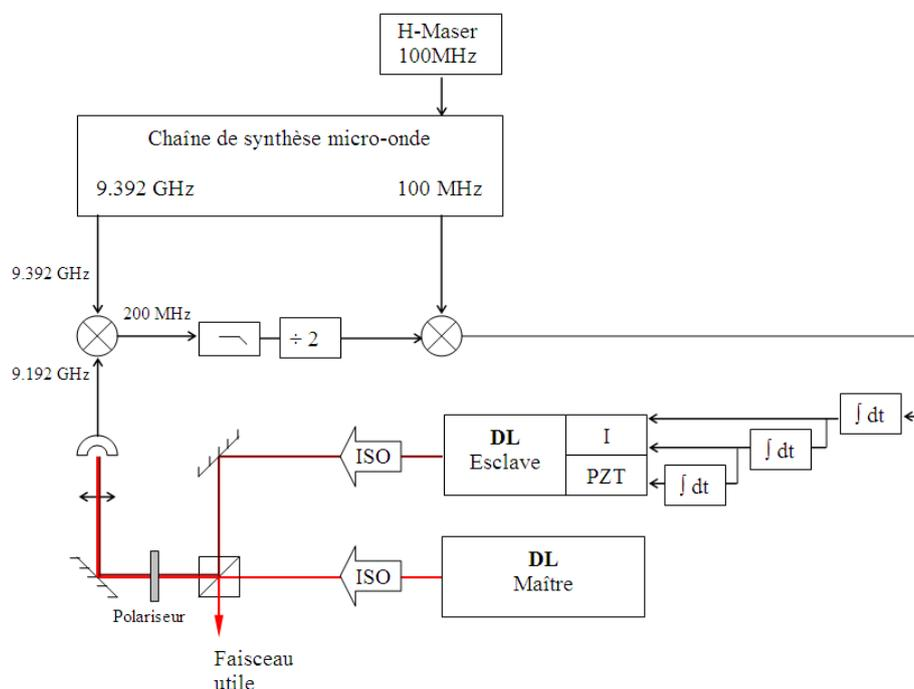 H-Maser
100MHz
Chaîne de synthèse micro-onde
9.392 GHz
100 MHz
9.392 GHz
200 MHz
÷ 2
9.192 GHz
∫ dt
DL
Esclave
I
PZT
∫ dt
∫ dt
ISO
DL
Maître
ISO
Polariseur
Faisceau
utile